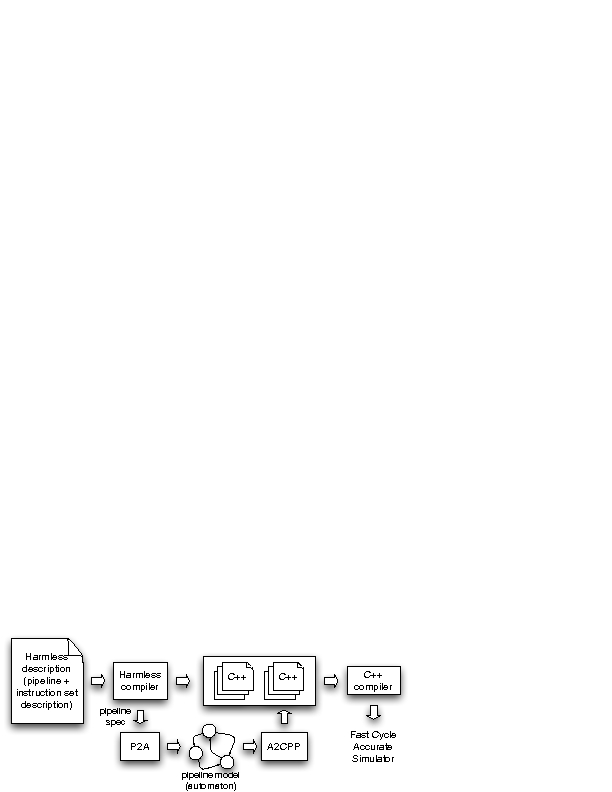 Harmless
description
(pipeline +
instruction set
description)
Harmless
compiler
C++
C++
C++
compiler
pipeline
spec
P2A
pipeline model
(automaton)
A2CPP
Fast Cycle
Accurate
Simulator